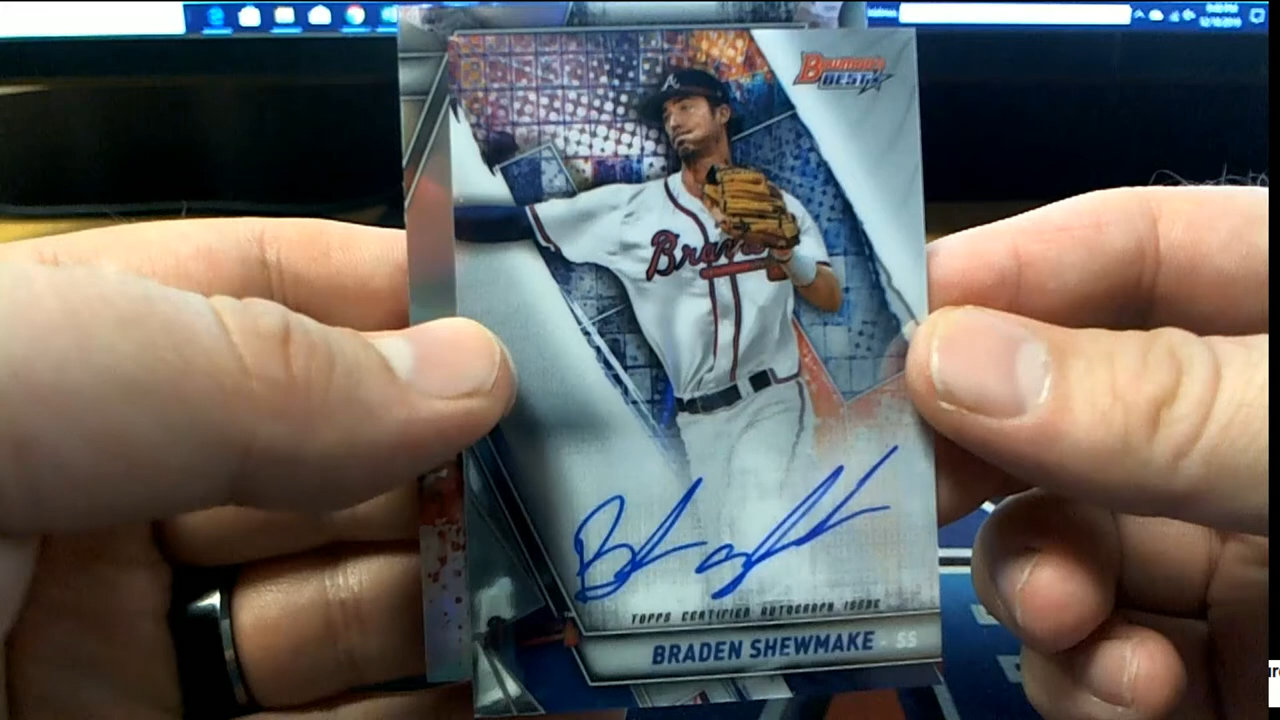 Bowman's
BEST
A
Braves
TOPPS CERTIFIED AUTOGRAPH ISSUE
BRADEN SHEWMAKE - SS